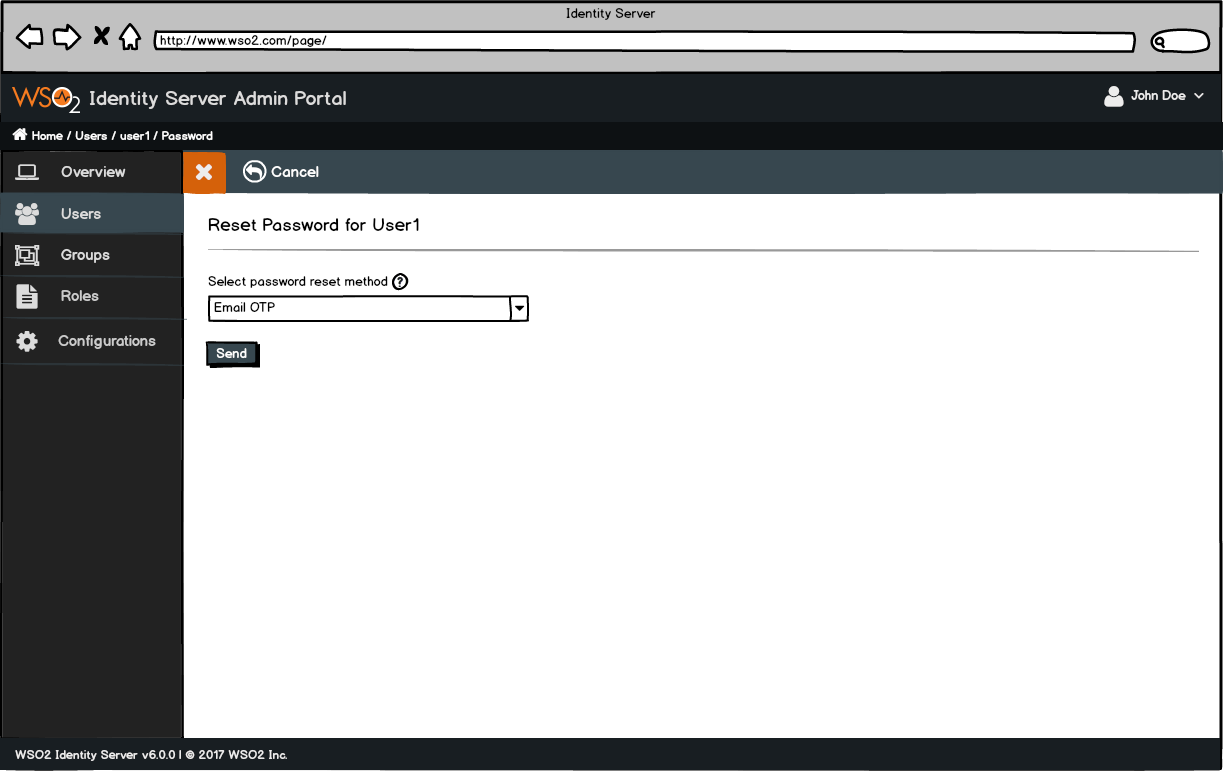 Identity Server
http://www.wso2.com/page/
WSO2 Identity Server Admin Portal
John Doe
Home / Users / user1 / Password
Overview
Cancel
Users
Reset Password for User1
Groups
Select password reset method ?
Roles
Email OTP
Configurations
Send
WSO2 Identity Server v6.0.0 | © 2017 WSO2 Inc.